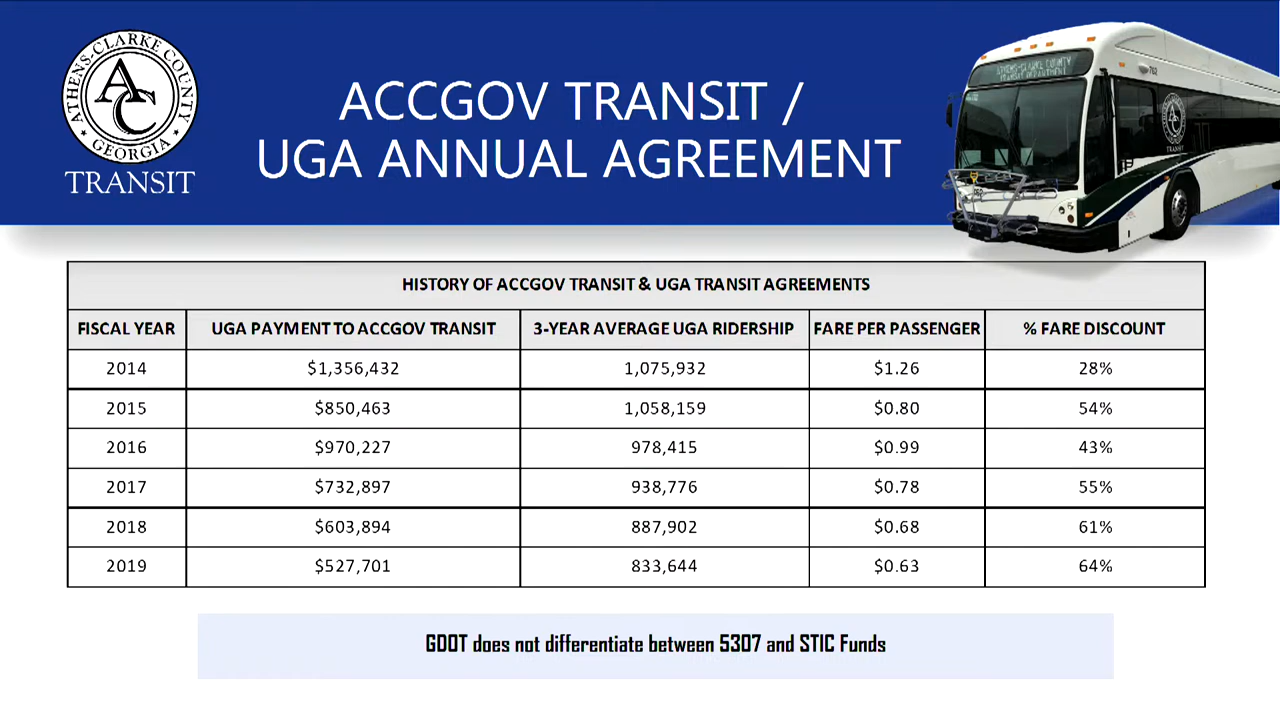 ATHENS-CLARKE COUNTY
AC
GEORGIA
TRANSIT
ACCGOV TRANSIT /
UGA ANNUAL AGREEMENT
ATHENS-CLARKE COUNTY
762
TRANSIT
HISTORY OF ACCGOV TRANSIT & UGA TRANSIT AGREEMENTS
FISCAL YEAR UGA PAYMENT TO ACCGOV TRANSIT 3-YEAR AVERAGE UGA RIDERSHIP FARE PER PASSENGER % FARE DISCOUNT
2014 $1,356,432 1,075,932 $1.26 28%
2015 $850,463 1,058,159 $0.80 54%
2016 $970,227 978,415 $0.99 43%
2017 $732,897 938,776 $0.78 55%
2018 $603,894 887,902 $0.68 61%
2019 $527,701 833,644 $0.63 64%
GDOT does not differentiate between 5307 and STIC Funds